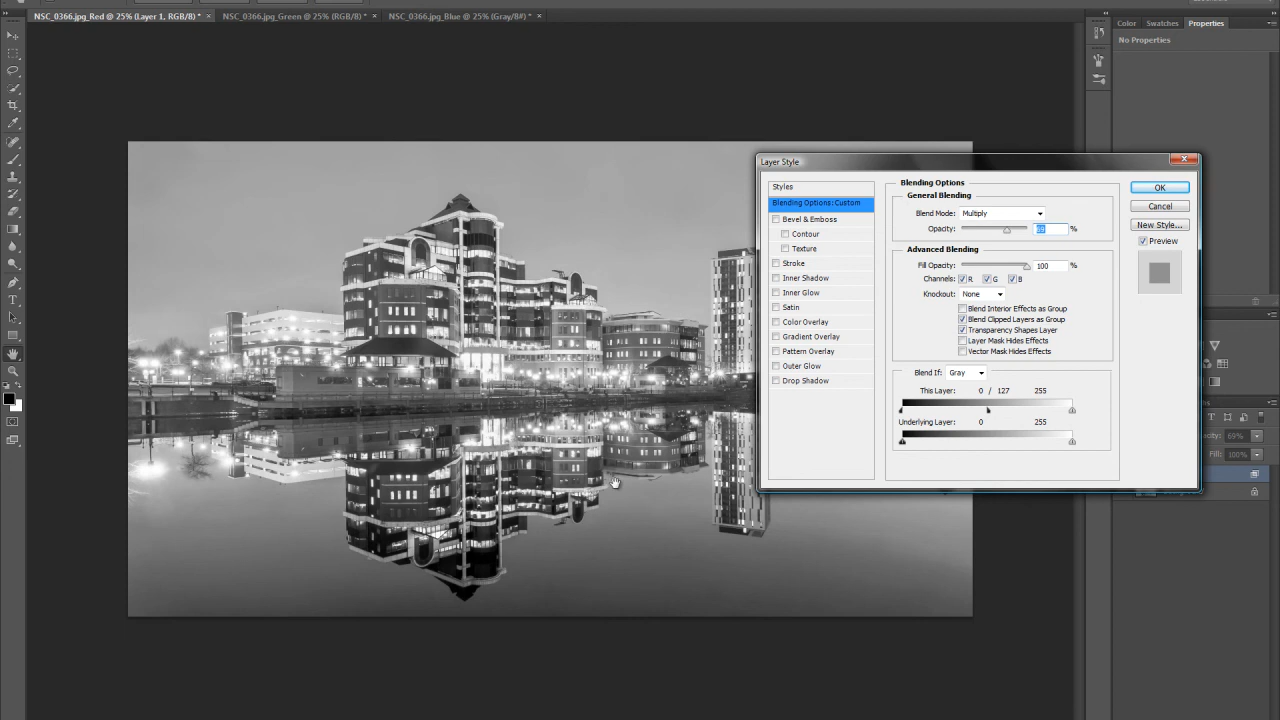 NSC_0366.jpg_Red @ 25% (Layer 1, RGB/8) * ×
NSC_0366.jpg_Green @ 25% (RGB/8) * ×
NSC_0366.jpg_Blue @ 25% (Gray/8#) * ×
Color
Swatches
Properties
No Properties
Layer Style
Styles
Blending Options: Custom
Bevel & Emboss
Contour
Texture
Stroke
Inner Shadow
Inner Glow
Satin
Color Overlay
Gradient Overlay
Pattern Overlay
Outer Glow
Drop Shadow
Blending Options
General Blending
Blend Mode: Multiply
Opacity: 69 %
Advanced Blending
Fill Opacity: 100 %
Channels: R G B
Knockout: None
Blend Interior Effects as Group
Blend Clipped Layers as Group
Transparency Shapes Layer
Layer Mask Hides Effects
Vector Mask Hides Effects
Blend If: Gray
This Layer: 0 / 127 255
Underlying Layer: 0 255
OK
Cancel
New Style...
Preview
69%
Fill: 100%